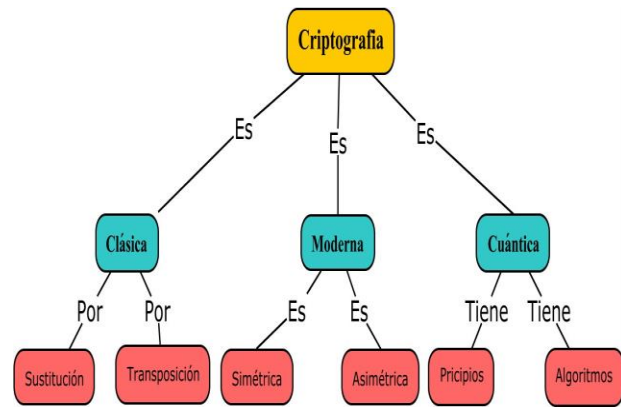 Criptografia
Es
Es
Es
Clásica
Moderna
Cuántica
Por
Por
Es
Es
Tiene
Tiene
Sustitución
Transposición
Simétrica
Asimétrica
Pricipios
Algoritmos